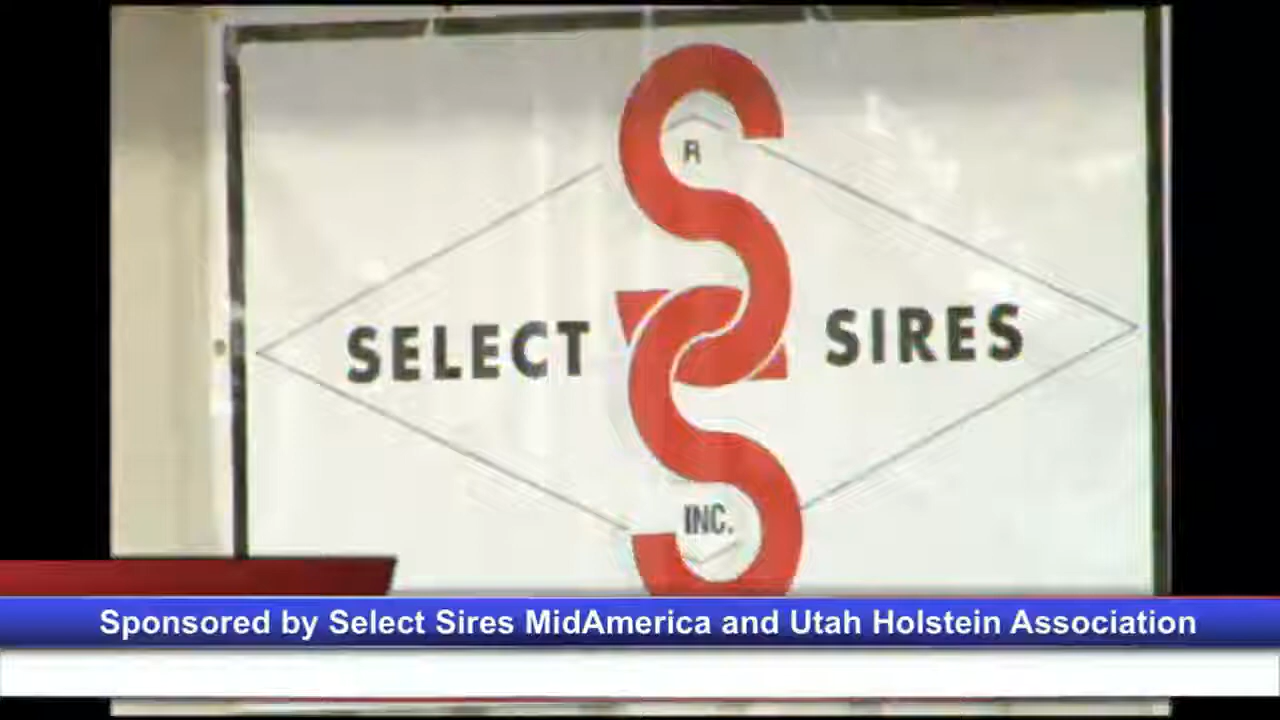 R
SELECT SIRES
INC.
Sponsored by Select Sires MidAmerica and Utah Holstein Association